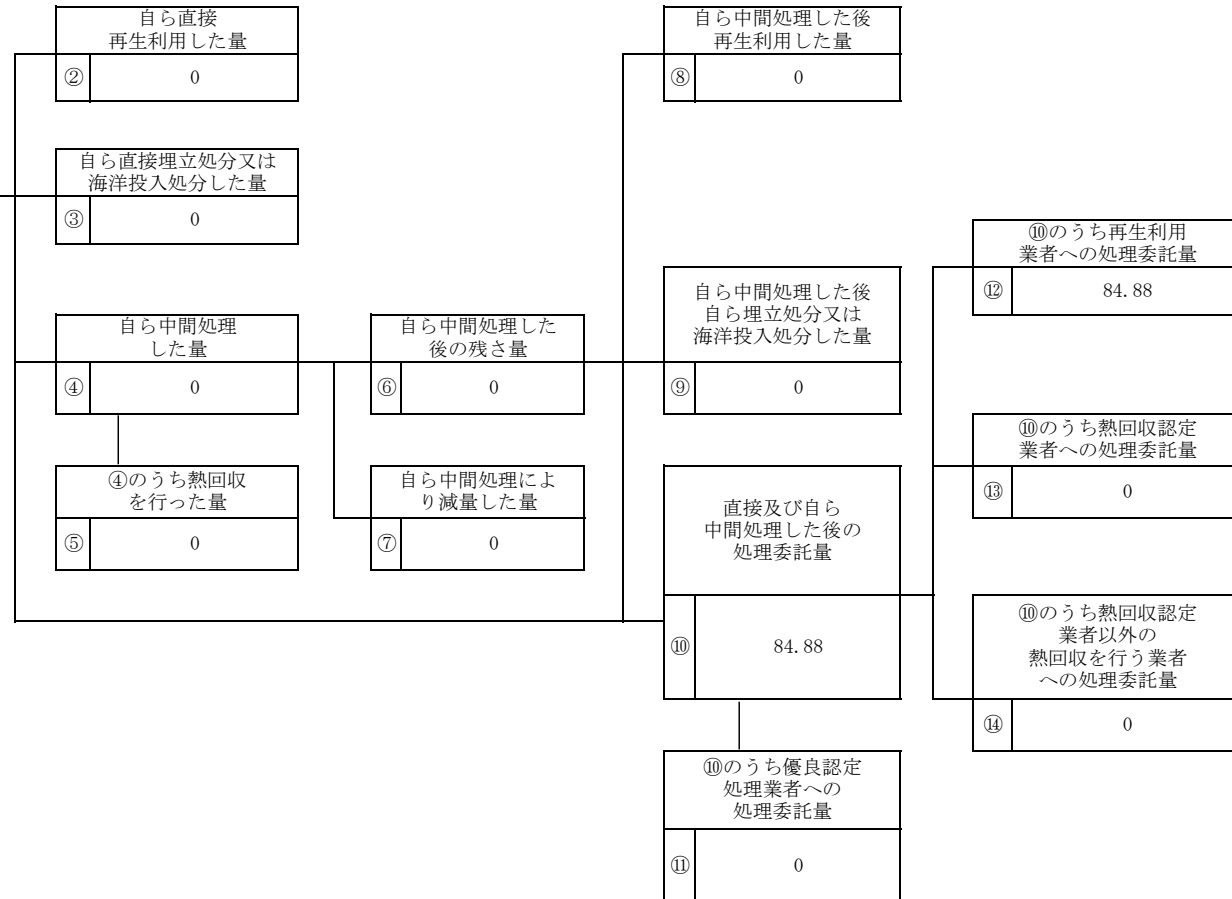 自ら直接
再生利用した量
② 0
自ら中間処理した後
再生利用した量
⑧ 0
自ら直接埋立処分又は
海洋投入処分した量
③ 0
⑩のうち再生利用
業者への処理委託量
⑫ 84.88
自ら中間処理した後
自ら埋立処分又は
海洋投入処分した量
⑨ 0
自ら中間処理
した量
④ 0
自ら中間処理した
後の残さ量
⑥ 0
⑩のうち熱回収認定
業者への処理委託量
⑬ 0
④のうち熱回収
を行った量
⑤ 0
自ら中間処理によ
り減量した量
⑦ 0
直接及び自ら
中間処理した後の
処理委託量
⑩ 84.88
⑩のうち熱回収認定
業者以外の
熱回収を行う業者
への処理委託量
⑭ 0
⑩のうち優良認定
処理業者への
処理委託量
⑪ 0